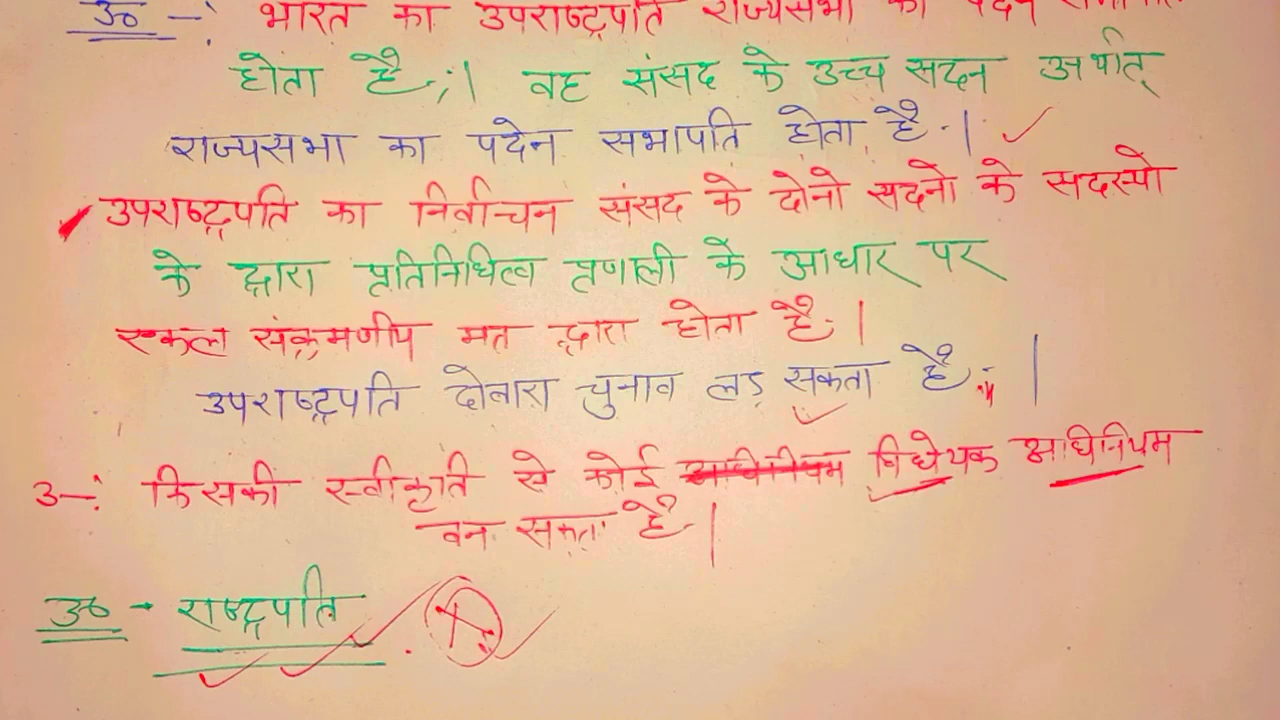 उ० -: भारत का उपराष्ट्रपति राज्यसभा का पदेन सभापति
होता है,;। वह संसद के उच्च सदन अर्थात्
राज्यसभा का पदेन सभापति होता है-।
उपराष्ट्रपति का निर्वाचन संसद के दोनो सदनो के सदस्यो
के द्वारा प्रतिनिधित्व प्रणाली के आधार पर
एकल संक्रमणीय मत द्वारा होता है-।
उपराष्ट्रपति दोबारा चुनाव लड़ सकता है-।
3-: किसकी स्वीकृति से कोई अधिनियम विधेयक अधिनियम
बन सकता है-।
उ० - राष्ट्रपति